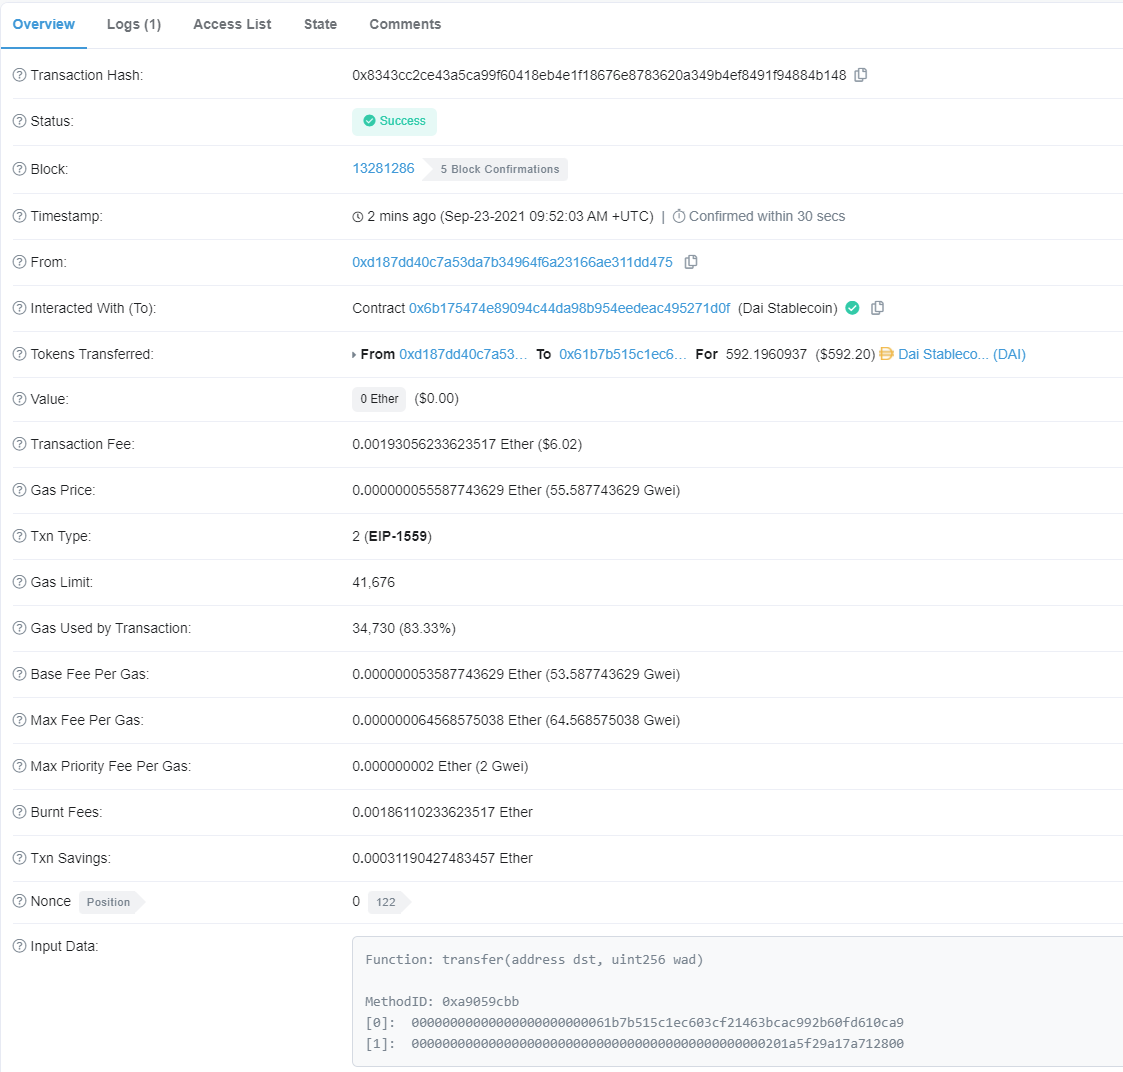 Overview Logs (1) Access List State Comments
Transaction Hash: 0x8343cc2ce43a5ca99f60418eb4e1f18676e8783620a349b4ef8491f94884b148
Status: Success
Block: 13281286 5 Block Confirmations
Timestamp: 2 mins ago (Sep-23-2021 09:52:03 AM +UTC) | Confirmed within 30 secs
From: 0xd187dd40c7a53da7b34964f6a23166ae311dd475
Interacted With (To): Contract 0x6b175474e89094c44da98b954eedeac495271d0f (Dai Stablecoin)
Tokens Transferred: From 0xd187dd40c7a53... To 0x61b7b515c1ec6... For 592.1960937 ($592.20) Dai Stableco... (DAI)
Value: 0 Ether ($0.00)
Transaction Fee: 0.00193056233623517 Ether ($6.02)
Gas Price: 0.000000055587743629 Ether (55.587743629 Gwei)
Txn Type: 2 (EIP-1559)
Gas Limit: 41,676
Gas Used by Transaction: 34,730 (83.33%)
Base Fee Per Gas: 0.000000053587743629 Ether (53.587743629 Gwei)
Max Fee Per Gas: 0.000000064568575038 Ether (64.568575038 Gwei)
Max Priority Fee Per Gas: 0.000000002 Ether (2 Gwei)
Burnt Fees: 0.00186110233623517 Ether
Txn Savings: 0.00031190427483457 Ether
Nonce Position 0 122
Input Data:
Function: transfer(address dst, uint256 wad)
MethodID: 0xa9059cbb
[0]: 00000000000000000000000061b7b515c1ec603cf21463bcac992b60fd610ca9
[1]: 0000000000000000000000000000000000000000000000201a5f29a17a712800